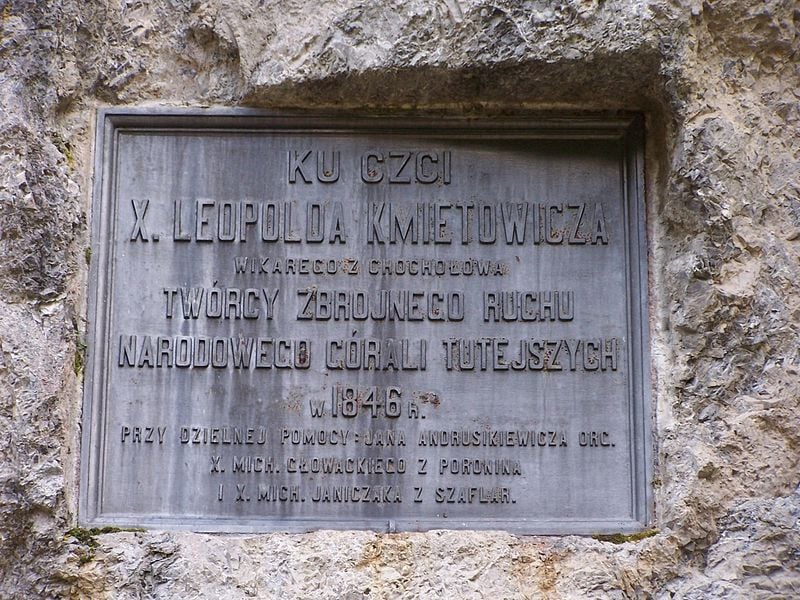 KU CZCI
X. LEOPOLDA KMIETOWICZA
WIKAREGO Z CHOCHOŁOWA
TWÓRCY ZBROJNEGO RUCHU
NARODOWEGO GÓRALI TUTEJSZYCH
W 1846 R.
PRZY DZIELNEJ POMOCY: JANA ANDRUSIKIEWICZA ORG.
X. MICH. GŁOWACKIEGO Z PORONINA
I X. MICH. JANICZAKA Z SZAFLAR.